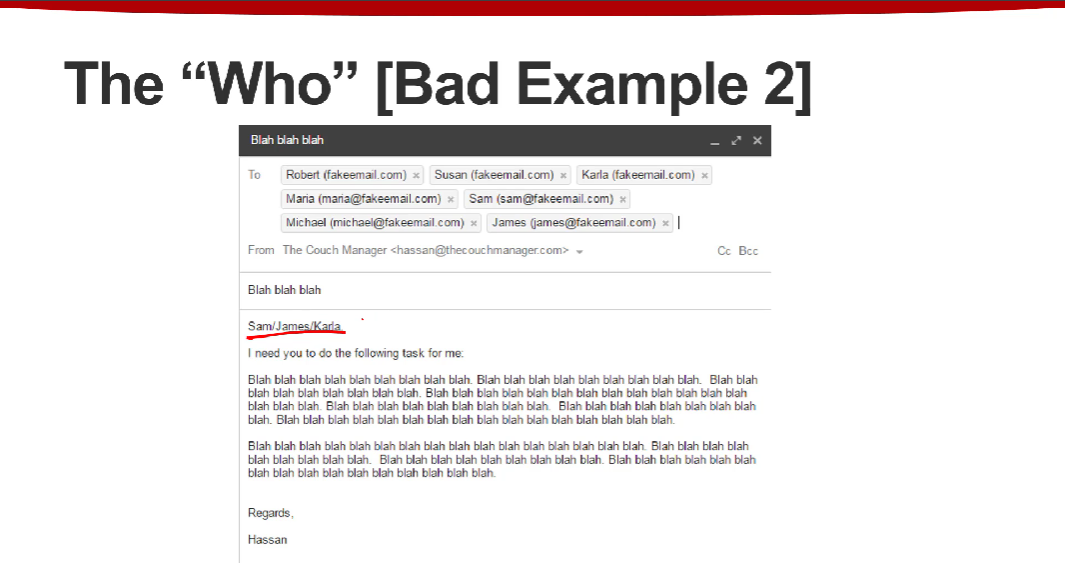 The “Who” [Bad Example 2]
Blah blah blah
To Robert (fakeemail.com) × Susan (fakeemail.com) × Karla (fakeemail.com) ×
Maria (maria@fakeemail.com) × Sam (sam@fakeemail.com) ×
Michael (michael@fakeemail.com) × James (james@fakeemail.com) ×
From The Couch Manager <hassan@thecouchmanager.com> Cc Bcc
Blah blah blah
Sam/James/Karla,
I need you to do the following task for me:
Blah blah blah blah blah blah blah blah blah. Blah blah blah blah blah blah blah blah blah. Blah blah
blah blah blah blah blah blah blah. Blah blah blah blah blah blah blah blah blah blah blah blah blah
blah blah blah. Blah blah blah blah blah blah blah blah blah. Blah blah blah blah blah blah blah blah
blah. Blah blah blah blah blah blah blah blah blah blah blah blah blah blah blah blah.
Blah blah blah blah blah blah blah blah blah blah blah blah blah blah blah blah. Blah blah blah blah
blah blah blah blah blah. Blah blah blah blah blah blah blah blah blah. Blah blah blah blah blah blah
blah blah blah blah blah blah blah blah blah blah.
Regards,
Hassan